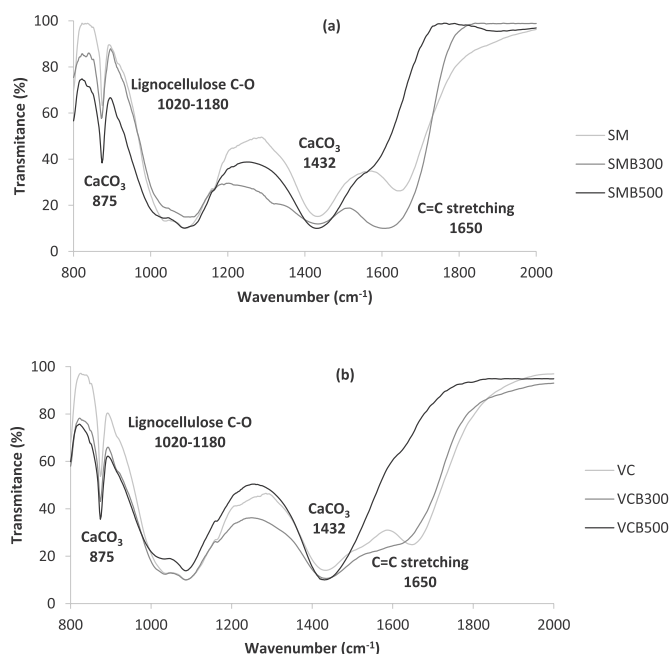 (a)
Transmitance (%)
100
80
60
40
20
0
Lignocellulose C-O
1020-1180
CaCO₃
875
CaCO₃
1432
C=C stretching
1650
SM
SMB300
SMB500
800 1000 1200 1400 1600 1800 2000
Wavenumber (cm⁻¹)
(b)
Transmitance (%)
100
80
60
40
20
0
Lignocellulose C-O
1020-1180
CaCO₃
875
CaCO₃
1432
C=C stretching
1650
VC
VCB300
VCB500
800 1000 1200 1400 1600 1800 2000
Wavenumber (cm⁻¹)